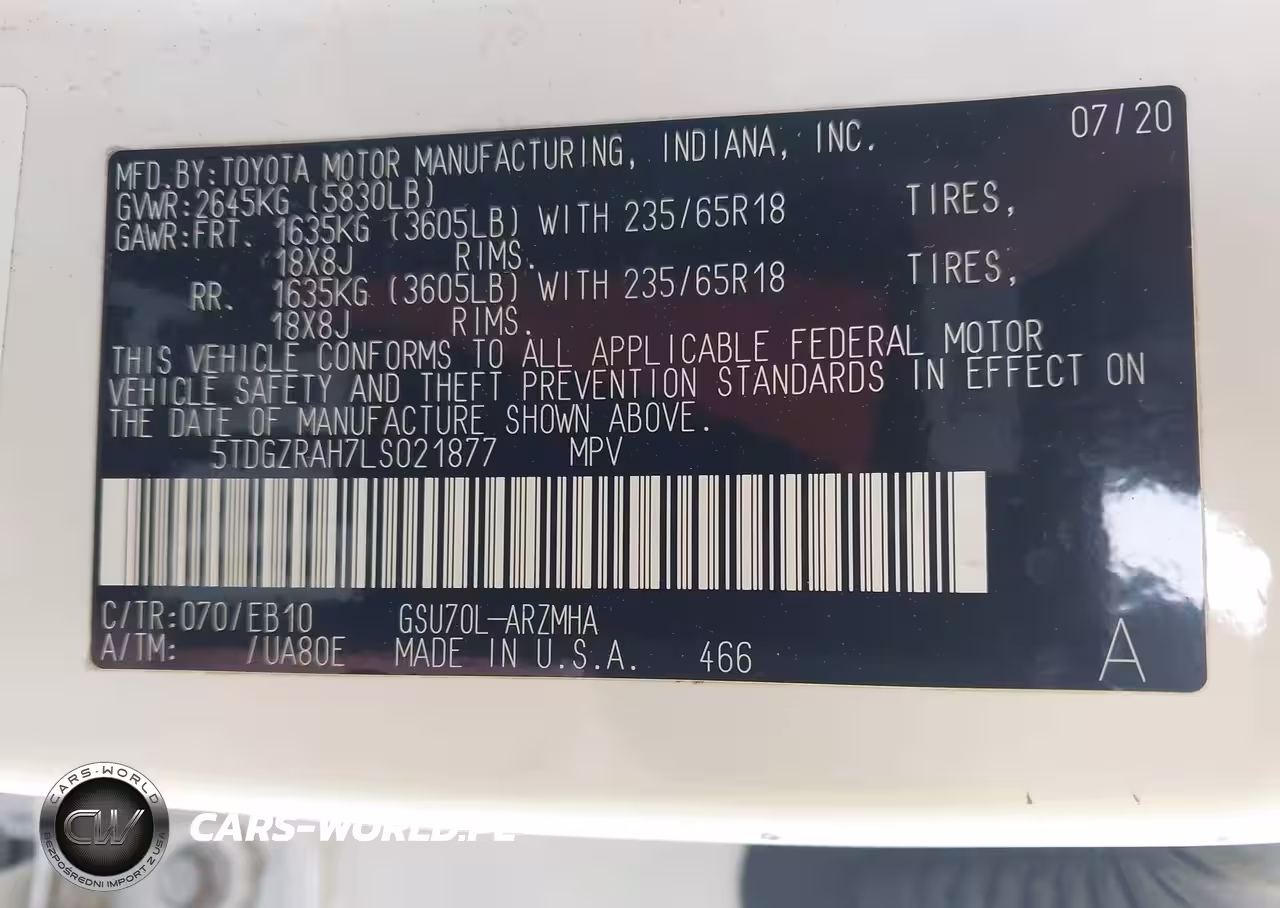 07/20
MFD.BY:TOYOTA MOTOR MANUFACTURING, INDIANA, INC.
GVWR:2645KG (5830LB)
GAWR:FRT. 1635KG (3605LB) WITH 235/65R18 TIRES,
18X8J RIMS.
RR. 1635KG (3605LB) WITH 235/65R18 TIRES,
18X8J RIMS.
THIS VEHICLE CONFORMS TO ALL APPLICABLE FEDERAL MOTOR
VEHICLE SAFETY AND THEFT PREVENTION STANDARDS IN EFFECT ON
THE DATE OF MANUFACTURE SHOWN ABOVE.
5TDGZRAH7LS021877 MPV
C/TR:070/EB10 GSU70L-ARZMHA
A/TM: /UA80E MADE IN U.S.A. 466
A
CARS-WORLD
CW
BEZPOŚREDNI IMPORT Z USA
CARS-WORLD.PL